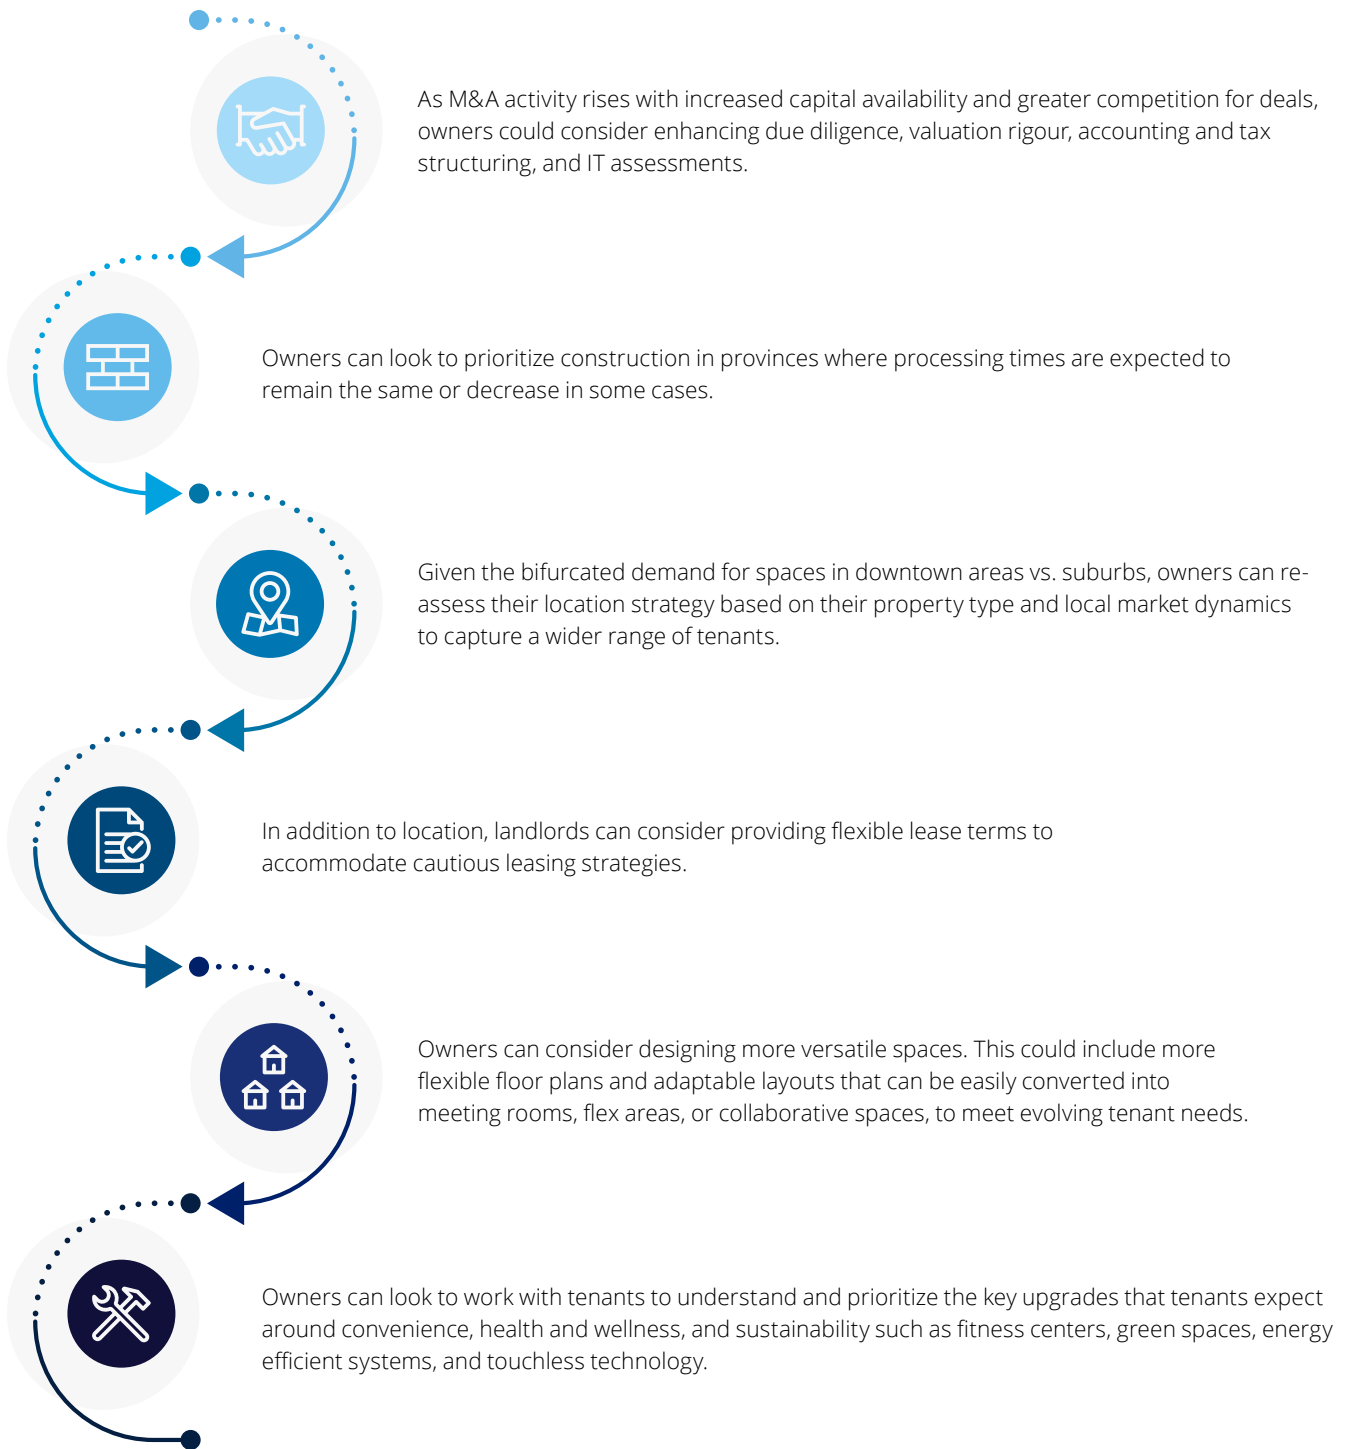 As M&A activity rises with increased capital availability and greater competition for deals,
owners could consider enhancing due diligence, valuation rigour, accounting and tax
structuring, and IT assessments.
Owners can look to prioritize construction in provinces where processing times are expected to
remain the same or decrease in some cases.
Given the bifurcated demand for spaces in downtown areas vs. suburbs, owners can re-
assess their location strategy based on their property type and local market dynamics
to capture a wider range of tenants.
In addition to location, landlords can consider providing flexible lease terms to
accommodate cautious leasing strategies.
Owners can consider designing more versatile spaces. This could include more
flexible floor plans and adaptable layouts that can be easily converted into
meeting rooms, flex areas, or collaborative spaces, to meet evolving tenant needs.
Owners can look to work with tenants to understand and prioritize the key upgrades that tenants expect
around convenience, health and wellness, and sustainability such as fitness centers, green spaces, energy
efficient systems, and touchless technology.